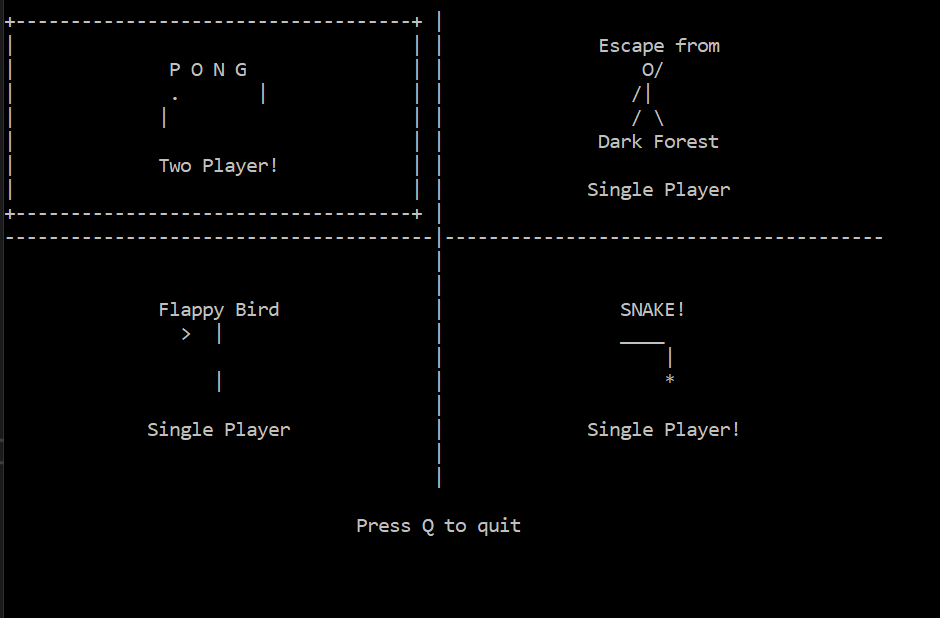 P O N G
Two Player!
Escape from
Dark Forest
Single Player
Flappy Bird
Single Player
SNAKE!
Single Player!
Press Q to quit